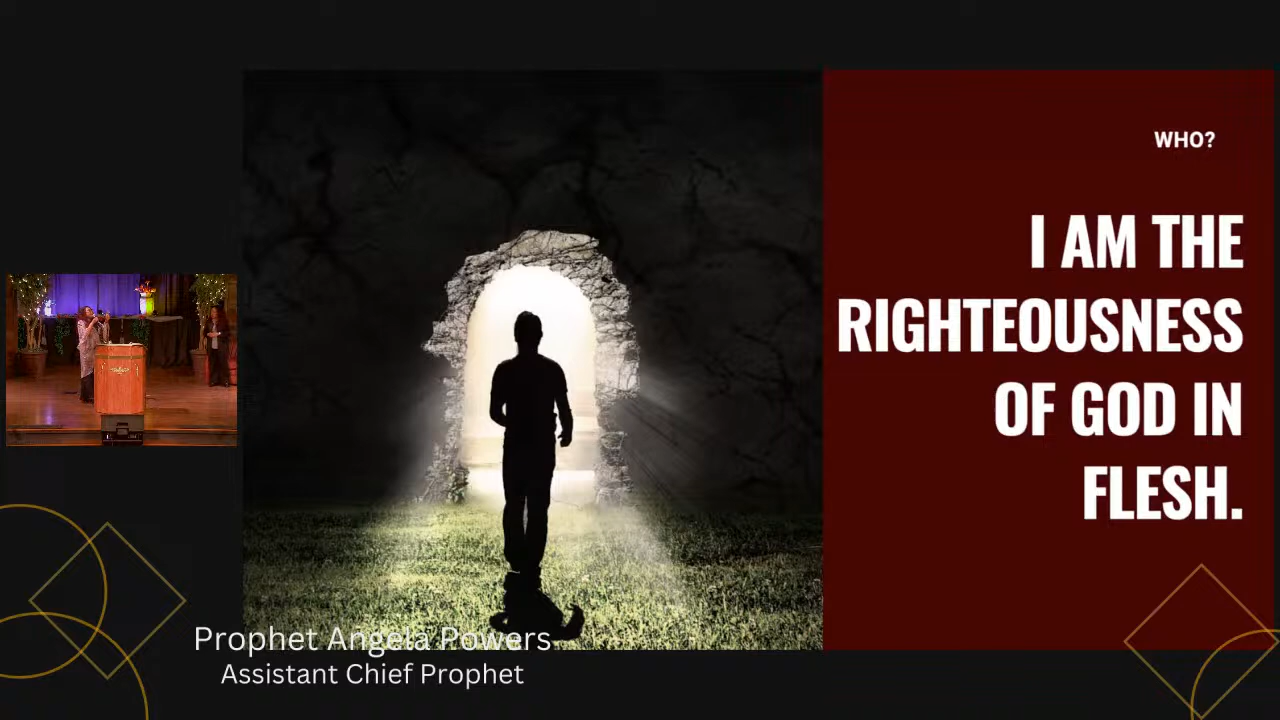 WHO?
I AM THE
RIGHTEOUSNESS
OF GOD IN
FLESH.
Prophet Angela Powers
Assistant Chief Prophet